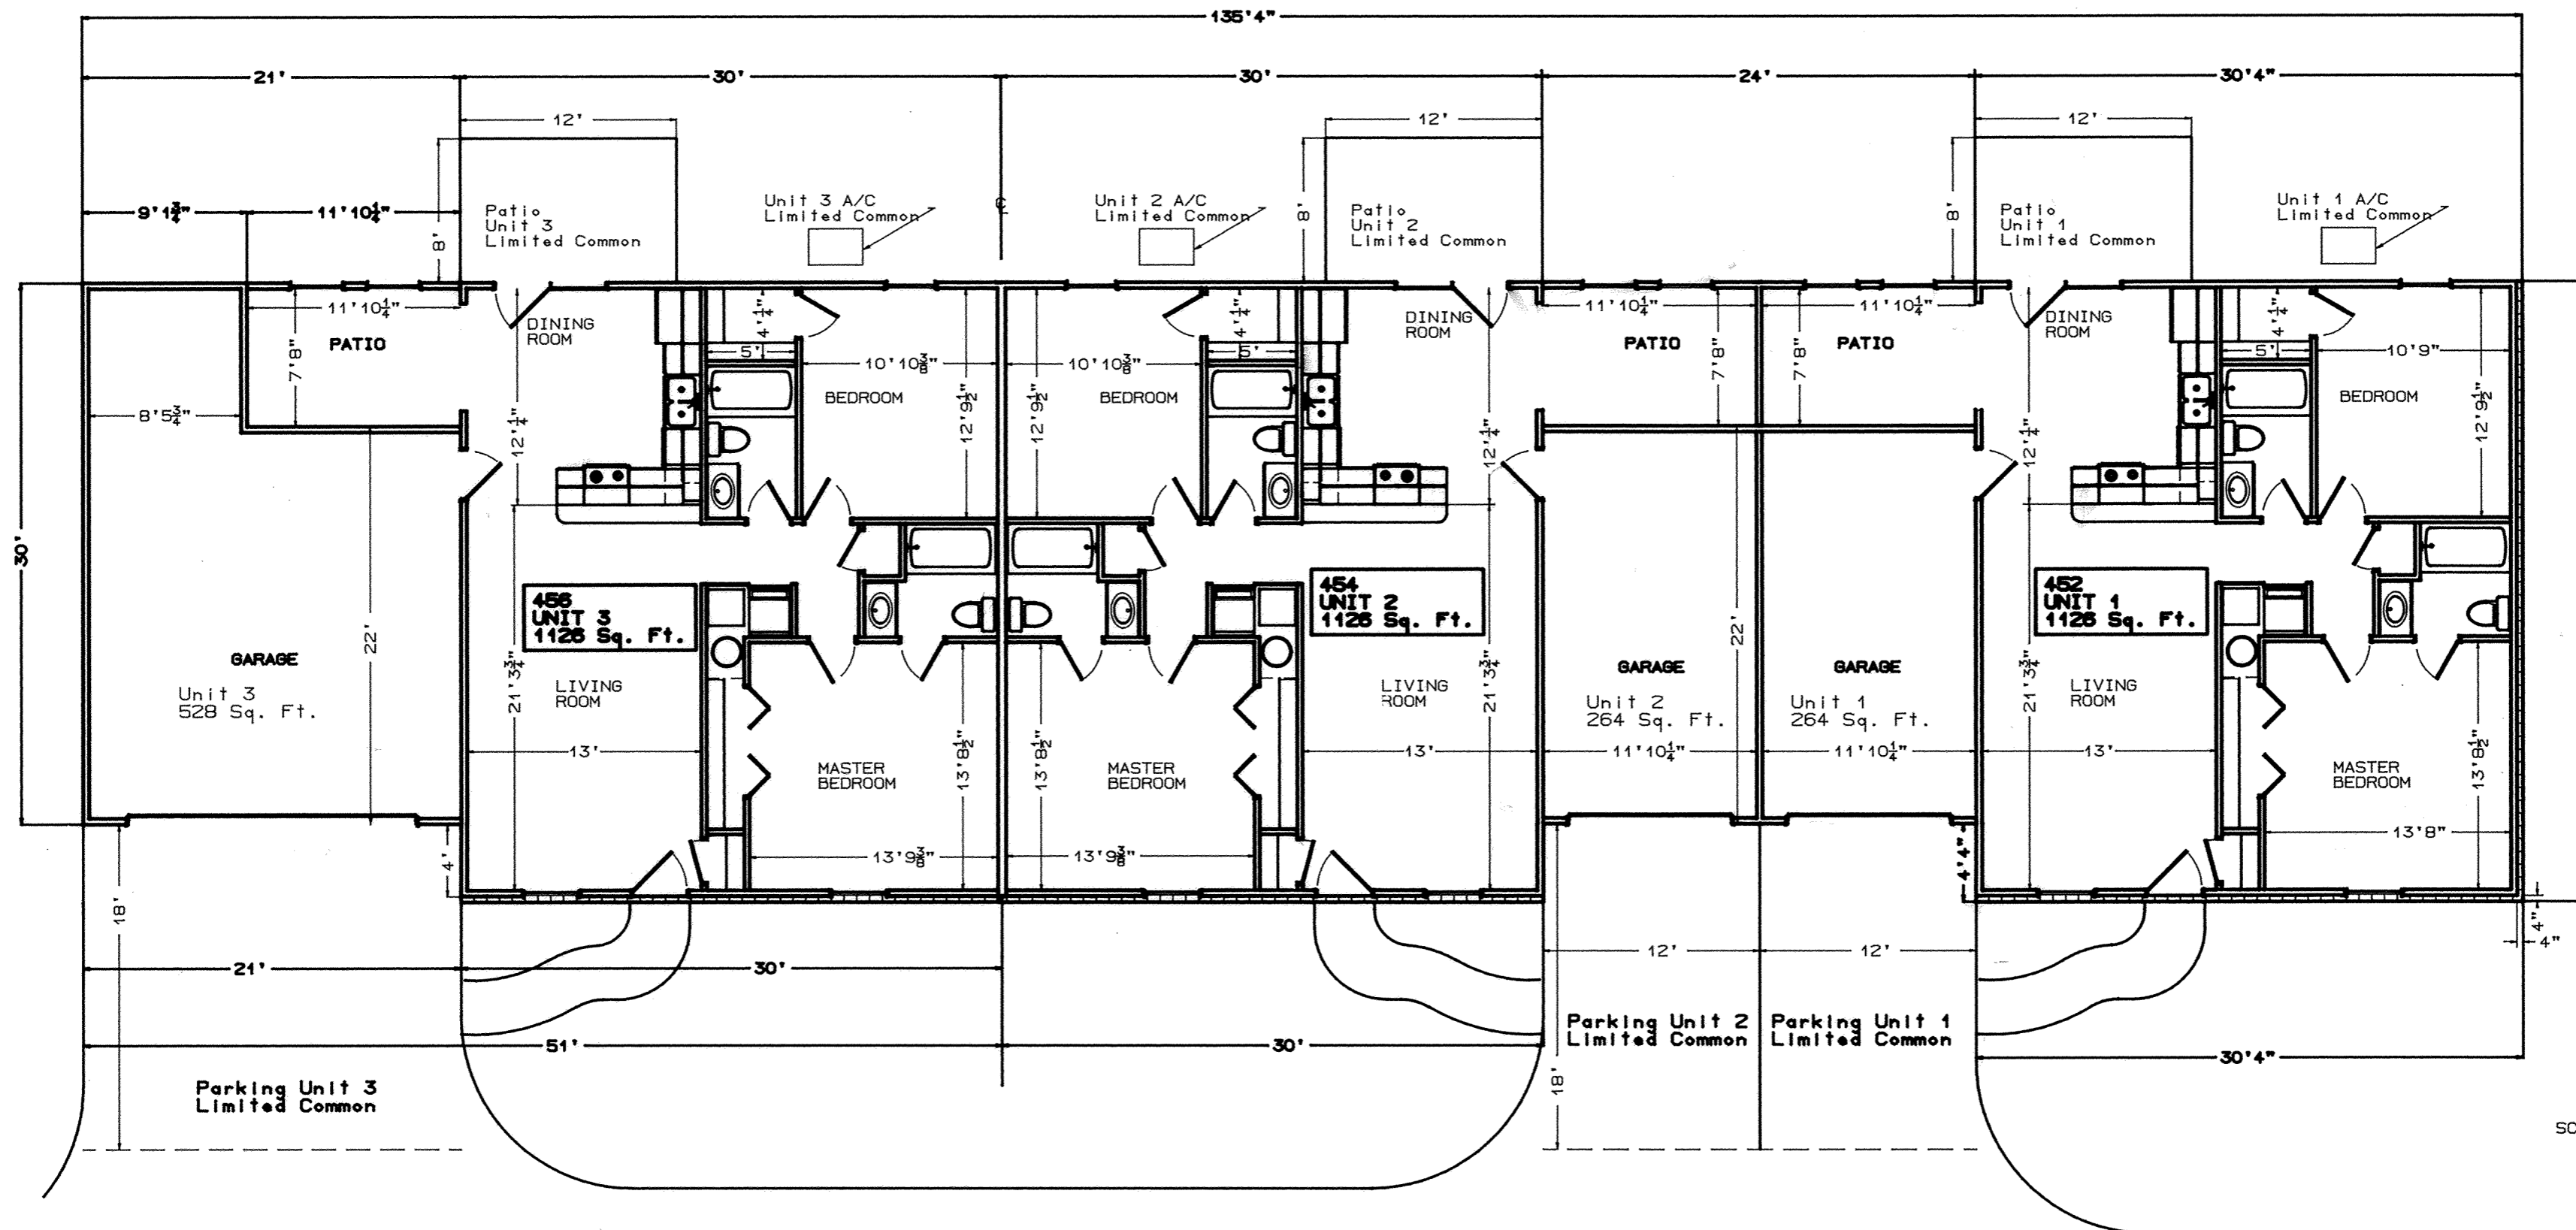 135'4"
21'
30'
30'
24'
30'4"
12'
12'
12'
9'1¾"
11'10¼"
8'
Patio
Unit 3
Limited Common
Unit 3 A/C
Limited Common
℄
Unit 2 A/C
Limited Common
8'
Patio
Unit 2
Limited Common
8'
Patio
Unit 1
Limited Common
Unit 1 A/C
Limited Common
11'10¼"
PATIO
7'8"
DINING
ROOM
4'¼"
5'
10'10⅜"
BEDROOM
12'9½"
12'9½"
10'10⅜"
BEDROOM
4'¼"
5'
DINING
ROOM
11'10¼"
PATIO
7'8"
7'8"
11'10¼"
PATIO
DINING
ROOM
4'¼"
5'
10'9"
BEDROOM
12'9½"
8'5¾"
12'¼"
12'¼"
12'¼"
30'
22'
456
UNIT 3
1126 Sq. Ft.
454
UNIT 2
1126 Sq. Ft.
22'
452
UNIT 1
1126 Sq. Ft.
GARAGE
Unit 3
528 Sq. Ft.
21'3¾"
LIVING
ROOM
13'
MASTER
BEDROOM
13'8½"
13'9⅜"
13'8½"
MASTER
BEDROOM
13'9⅜"
LIVING
ROOM
13'
21'3¾"
GARAGE
Unit 2
264 Sq. Ft.
11'10¼"
GARAGE
Unit 1
264 Sq. Ft.
11'10¼"
21'3¾"
LIVING
ROOM
13'
MASTER
BEDROOM
13'8½"
13'8"
4'
4'4"
18'
4"
4"
12'
12'
21'
30'
Parking Unit 2
Limited Common
Parking Unit 1
Limited Common
51'
30'
30'4"
18'
Parking Unit 3
Limited Common
SC